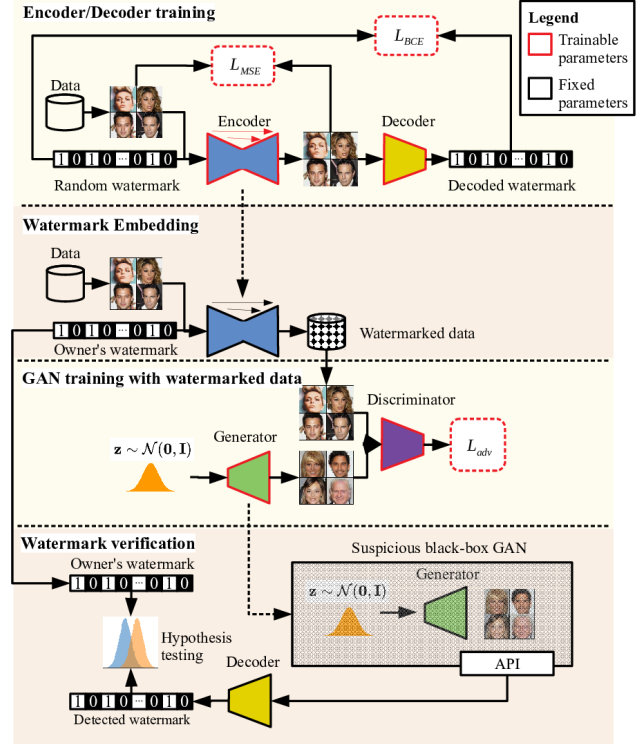 Encoder/Decoder training
Legend
Trainable
parameters
Fixed
parameters
L_BCE
L_MSE
Data
Encoder
Decoder
1 0 1 0 ... 0 1 0
1 0 1 0 ... 0 1 0
Random watermark
Decoded watermark
Watermark Embedding
Data
1 0 1 0 ... 0 1 0
Owner's watermark
Watermarked data
GAN training with watermarked data
Discriminator
Generator
z ∼ N(0, I)
L_adv
Watermark verification
Owner's watermark
1 0 1 0 ... 0 1 0
Hypothesis
testing
Suspicious black-box GAN
Generator
z ∼ N(0, I)
API
Decoder
1 0 1 0 ... 0 1 0
Detected watermark